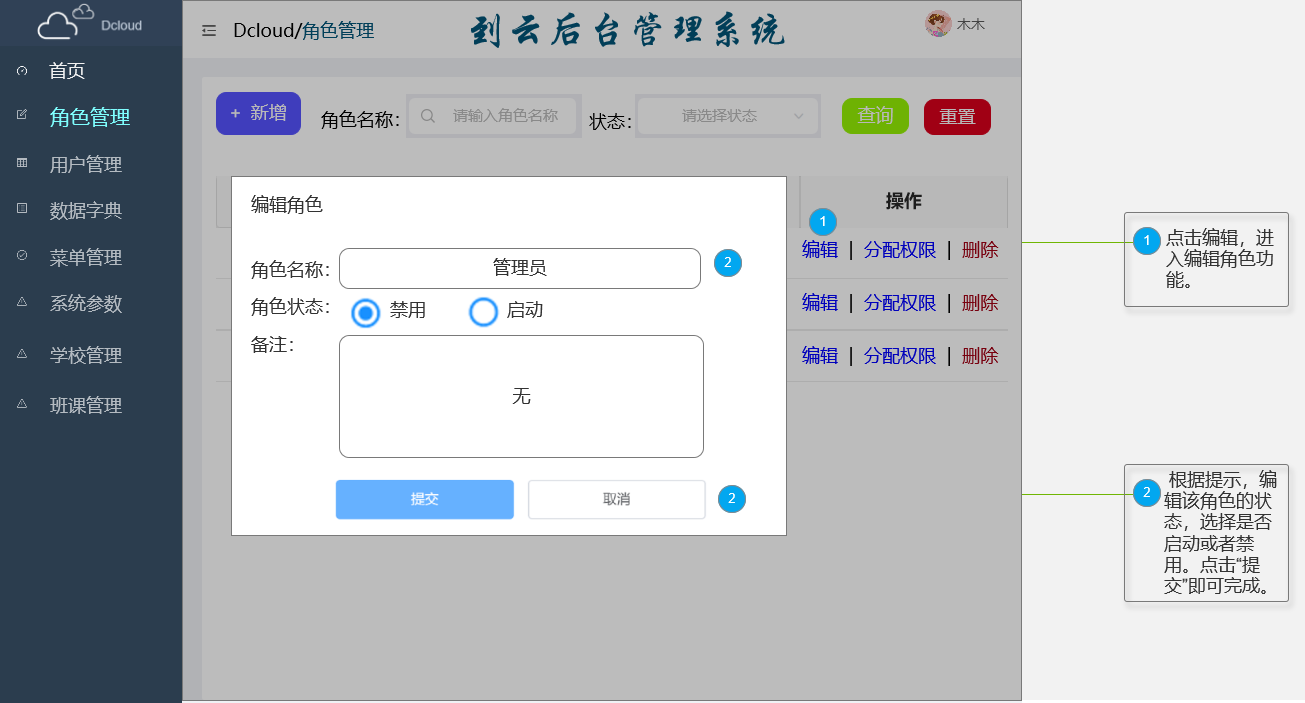 Dcloud
首页
角色管理
用户管理
数据字典
菜单管理
系统参数
学校管理
班课管理
Dcloud/角色管理
到云后台管理系统
木木
+ 新增
角色名称：
请输入角色名称
状态：
请选择状态
查询
重置
操作
1
编辑 | 分配权限 | 删除
编辑 | 分配权限 | 删除
编辑 | 分配权限 | 删除
编辑角色
角色名称：
管理员
2
角色状态：
禁用
启动
备注：
无
提交
取消
2
1
点击编辑，进
入编辑角色功
能。
2
根据提示，编
辑该角色的状
态，选择是否
启动或者禁
用。点击“提
交”即可完成。